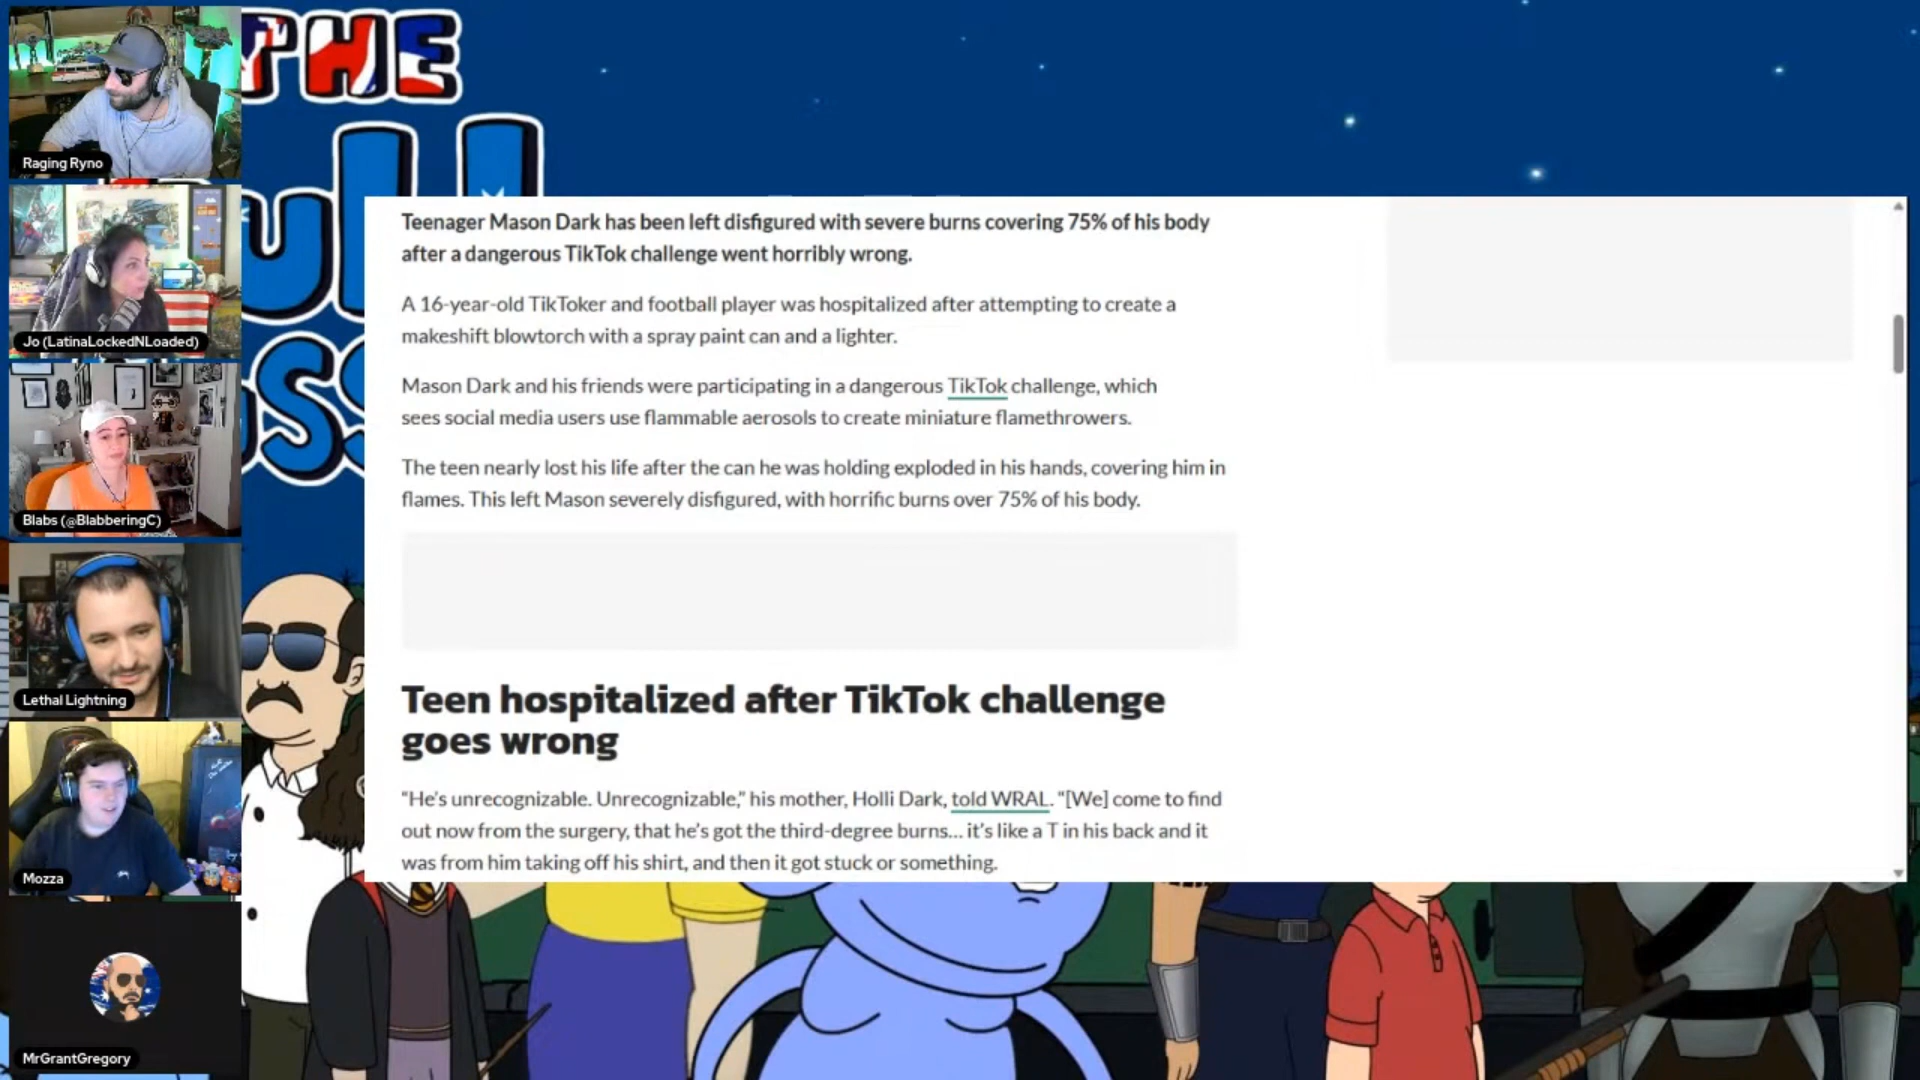 THE
Raging Ryno
Jo (LatinaLockedNLoaded)
Blabs (@BlabberingC)
Lethal Lightning
Mozza
MrGrantGregory
Teenager Mason Dark has been left disfigured with severe burns covering 75% of his body
after a dangerous TikTok challenge went horribly wrong.
A 16-year-old TikToker and football player was hospitalized after attempting to create a
makeshift blowtorch with a spray paint can and a lighter.
Mason Dark and his friends were participating in a dangerous TikTok challenge, which
sees social media users use flammable aerosols to create miniature flamethrowers.
The teen nearly lost his life after the can he was holding exploded in his hands, covering him in
flames. This left Mason severely disfigured, with horrific burns over 75% of his body.
Teen hospitalized after TikTok challenge
goes wrong
“He’s unrecognizable. Unrecognizable,” his mother, Holli Dark, told WRAL. “[We] come to find
out now from the surgery, that he’s got the third-degree burns... it’s like a T in his back and it
was from him taking off his shirt, and then it got stuck or something.